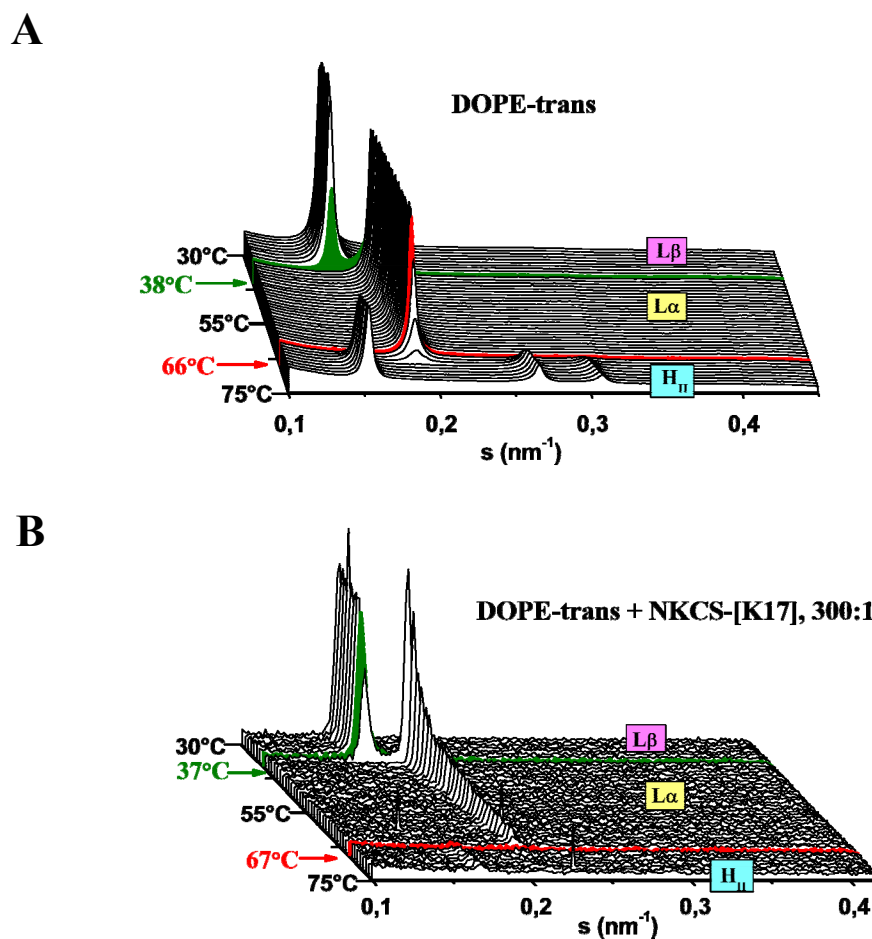 A
DOPE-trans
30°C
Lβ
38°C
Lα
55°C
66°C
H_II
75°C
0,1 0,2 0,3 0,4
s (nm⁻¹)
B
DOPE-trans + NKCS-[K17], 300:1
30°C
Lβ
37°C
Lα
55°C
67°C
H_II
75°C
0,1 0,2 0,3 0,4
s (nm⁻¹)